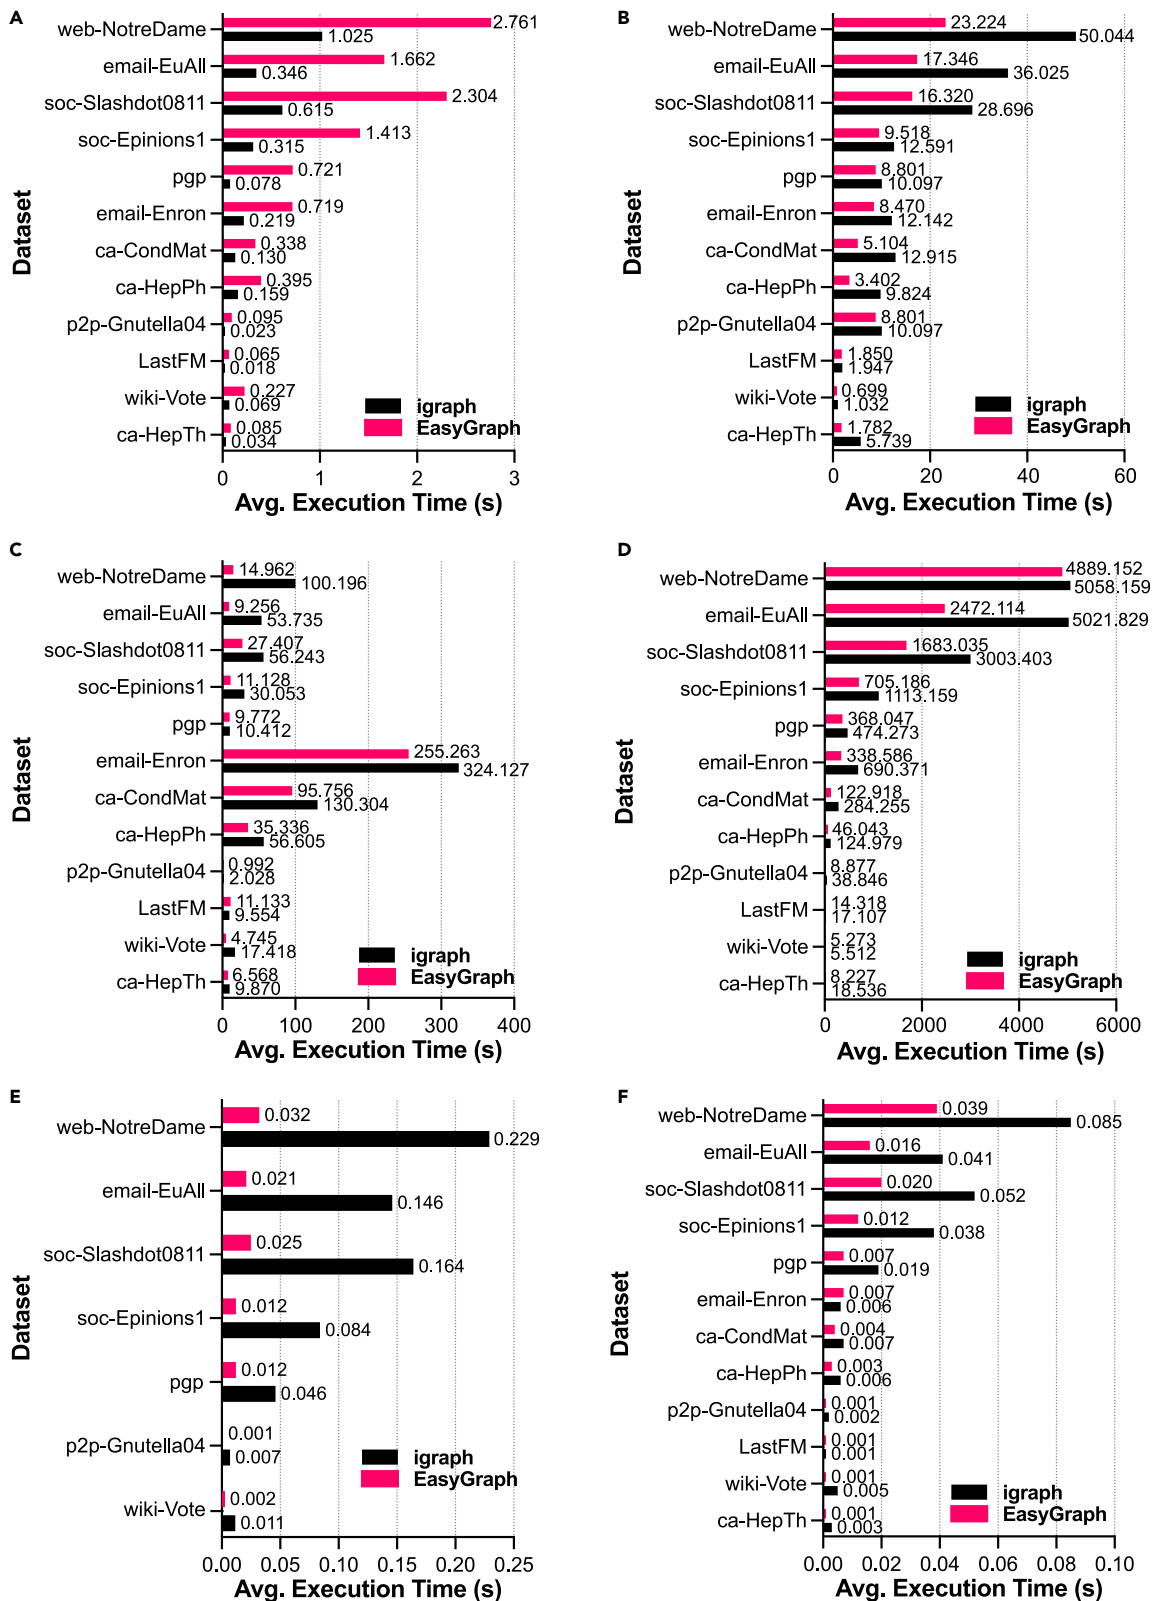 A
Dataset
web-NotreDame
2.761
1.025
email-EuAll
1.662
0.346
soc-Slashdot0811
2.304
0.615
soc-Epinions1
1.413
0.315
pgp
0.721
0.078
email-Enron
0.719
0.219
ca-CondMat
0.338
0.130
ca-HepPh
0.395
0.159
p2p-Gnutella04
0.095
0.023
LastFM
0.065
0.018
wiki-Vote
0.227
0.069
ca-HepTh
0.085
0.034
igraph
EasyGraph
0 1 2 3
Avg. Execution Time (s)
B
Dataset
web-NotreDame
23.224
50.044
email-EuAll
17.346
36.025
soc-Slashdot0811
16.320
28.696
soc-Epinions1
9.518
12.591
pgp
8.801
10.097
email-Enron
8.470
12.142
ca-CondMat
5.104
12.915
ca-HepPh
3.402
9.824
p2p-Gnutella04
8.801
10.097
LastFM
1.850
1.947
wiki-Vote
0.699
1.032
ca-HepTh
1.782
5.739
igraph
EasyGraph
0 20 40 60
Avg. Execution Time (s)
C
Dataset
web-NotreDame
14.962
100.196
email-EuAll
9.256
53.735
soc-Slashdot0811
27.407
56.243
soc-Epinions1
11.128
30.053
pgp
9.772
10.412
email-Enron
255.263
324.127
ca-CondMat
95.756
130.304
ca-HepPh
35.336
56.605
p2p-Gnutella04
0.992
2.028
LastFM
11.133
9.554
wiki-Vote
4.745
17.418
ca-HepTh
6.568
9.870
igraph
EasyGraph
0 100 200 300 400
Avg. Execution Time (s)
D
Dataset
web-NotreDame
4889.152
5058.159
email-EuAll
2472.114
5021.829
soc-Slashdot0811
1683.035
3003.403
soc-Epinions1
705.186
1113.159
pgp
368.047
474.273
email-Enron
338.586
690.371
ca-CondMat
122.918
284.255
ca-HepPh
46.043
124.979
p2p-Gnutella04
8.877
38.846
LastFM
14.318
17.107
wiki-Vote
5.273
5.512
ca-HepTh
8.227
18.536
igraph
EasyGraph
0 2000 4000 6000
Avg. Execution Time (s)
E
Dataset
web-NotreDame
0.032
0.229
email-EuAll
0.021
0.146
soc-Slashdot0811
0.025
0.164
soc-Epinions1
0.012
0.084
pgp
0.012
0.046
p2p-Gnutella04
0.001
0.007
wiki-Vote
0.002
0.011
igraph
EasyGraph
0.00 0.05 0.10 0.15 0.20 0.25
Avg. Execution Time (s)
F
Dataset
web-NotreDame
0.039
0.085
email-EuAll
0.016
0.041
soc-Slashdot0811
0.020
0.052
soc-Epinions1
0.012
0.038
pgp
0.007
0.019
email-Enron
0.007
0.006
ca-CondMat
0.004
0.007
ca-HepPh
0.003
0.006
p2p-Gnutella04
0.001
0.002
LastFM
0.001
0.001
wiki-Vote
0.001
0.005
ca-HepTh
0.001
0.003
igraph
EasyGraph
0.00 0.02 0.04 0.06 0.08 0.10
Avg. Execution Time (s)